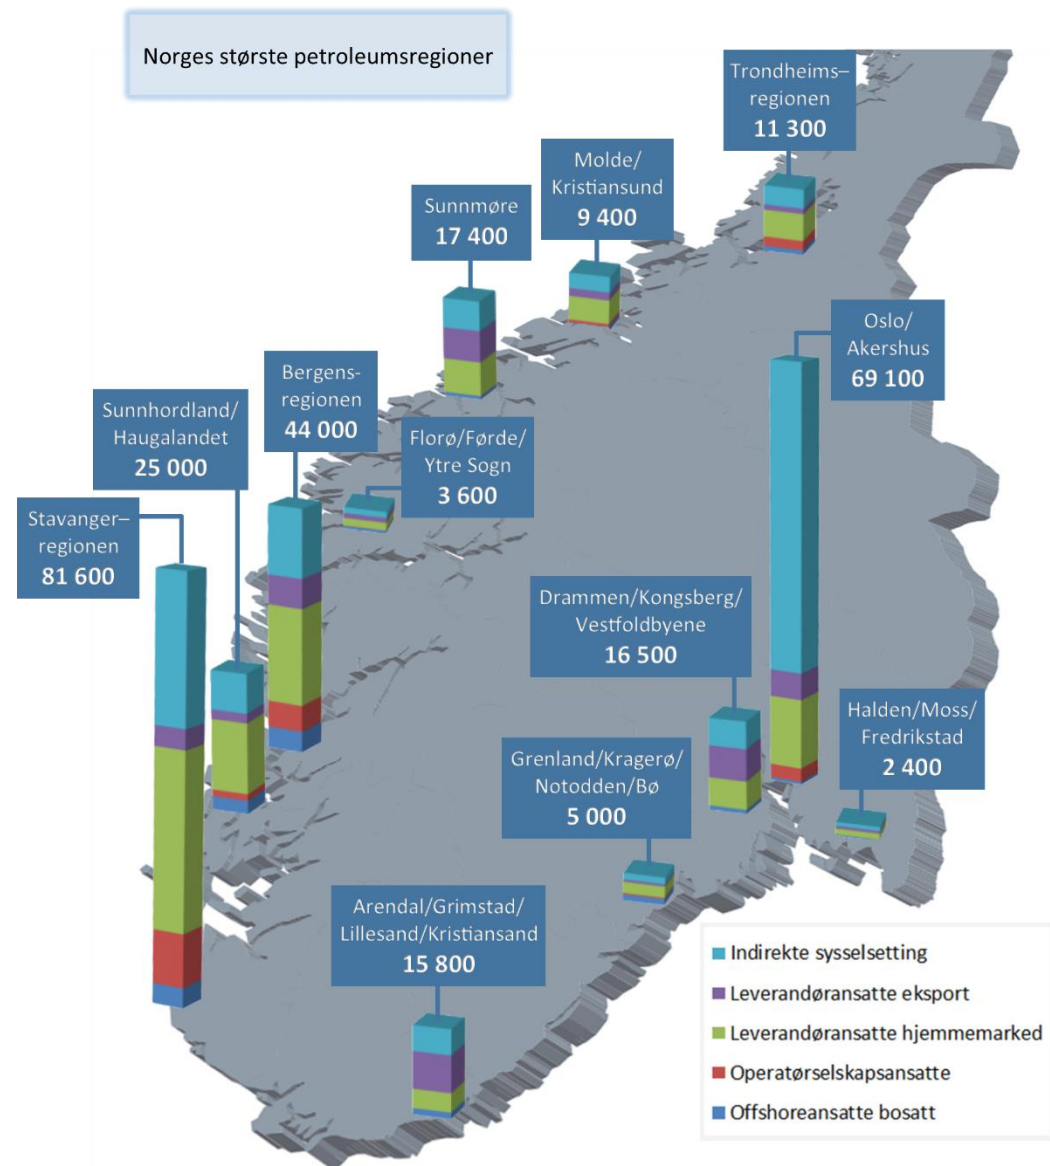 Norges største petroleumsregioner
Trondheims–
regionen
11 300
Molde/
Kristiansund
9 400
Sunnmøre
17 400
Oslo/
Akershus
69 100
Bergens-
regionen
44 000
Sunnhordland/
Haugalandet
25 000
Florø/Førde/
Ytre Sogn
3 600
Stavanger–
regionen
81 600
Drammen/Kongsberg/
Vestfoldbyene
16 500
Halden/Moss/
Fredrikstad
2 400
Grenland/Kragerø/
Notodden/Bø
5 000
Arendal/Grimstad/
Lillesand/Kristiansand
15 800
Indirekte sysselsetting
Leverandøransatte eksport
Leverandøransatte hjemmemarked
Operatørselskapsansatte
Offshoreansatte bosatt